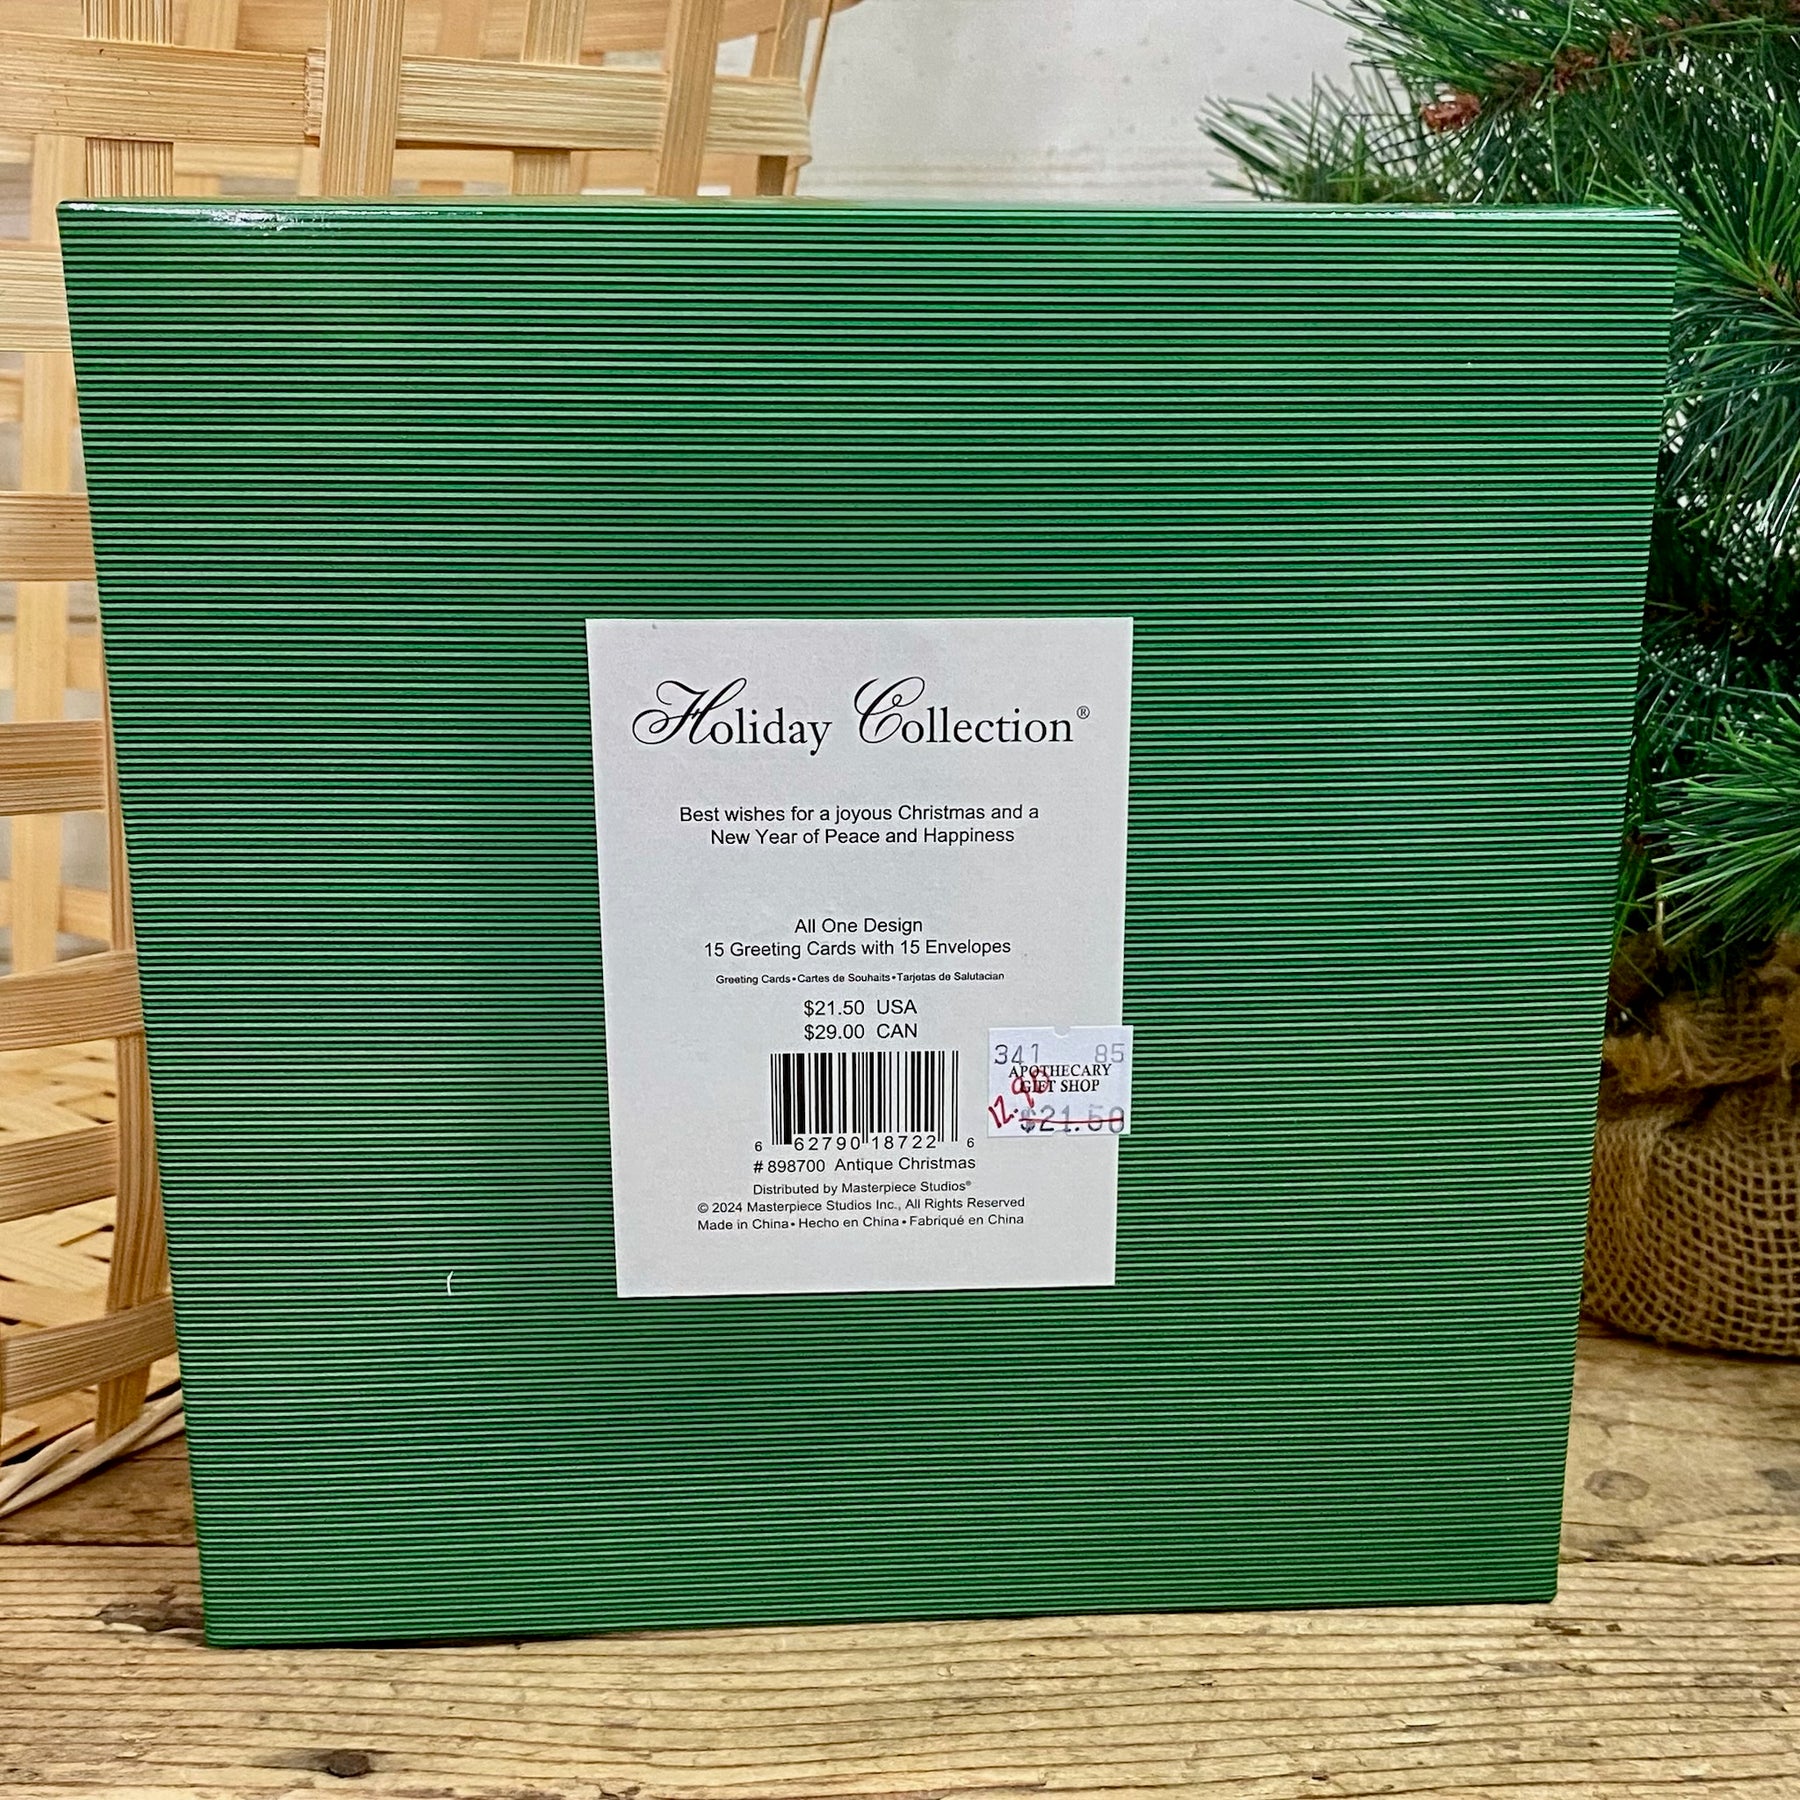 Holiday Collection®
Best wishes for a joyous Christmas and a
New Year of Peace and Happiness
All One Design
15 Greeting Cards with 15 Envelopes
Greeting Cards•Cartes de Souhaits•Tarjetas de Salutacian
$21.50 USA
$29.00 CAN
6 62790 18722 6
#898700 Antique Christmas
Distributed by Masterpiece Studios®
© 2024 Masterpiece Studios Inc., All Rights Reserved
Made in China•Hecho en China•Fabriqué en China
341 85
APOTHECARY
GIFT SHOP
12.90
$21.50